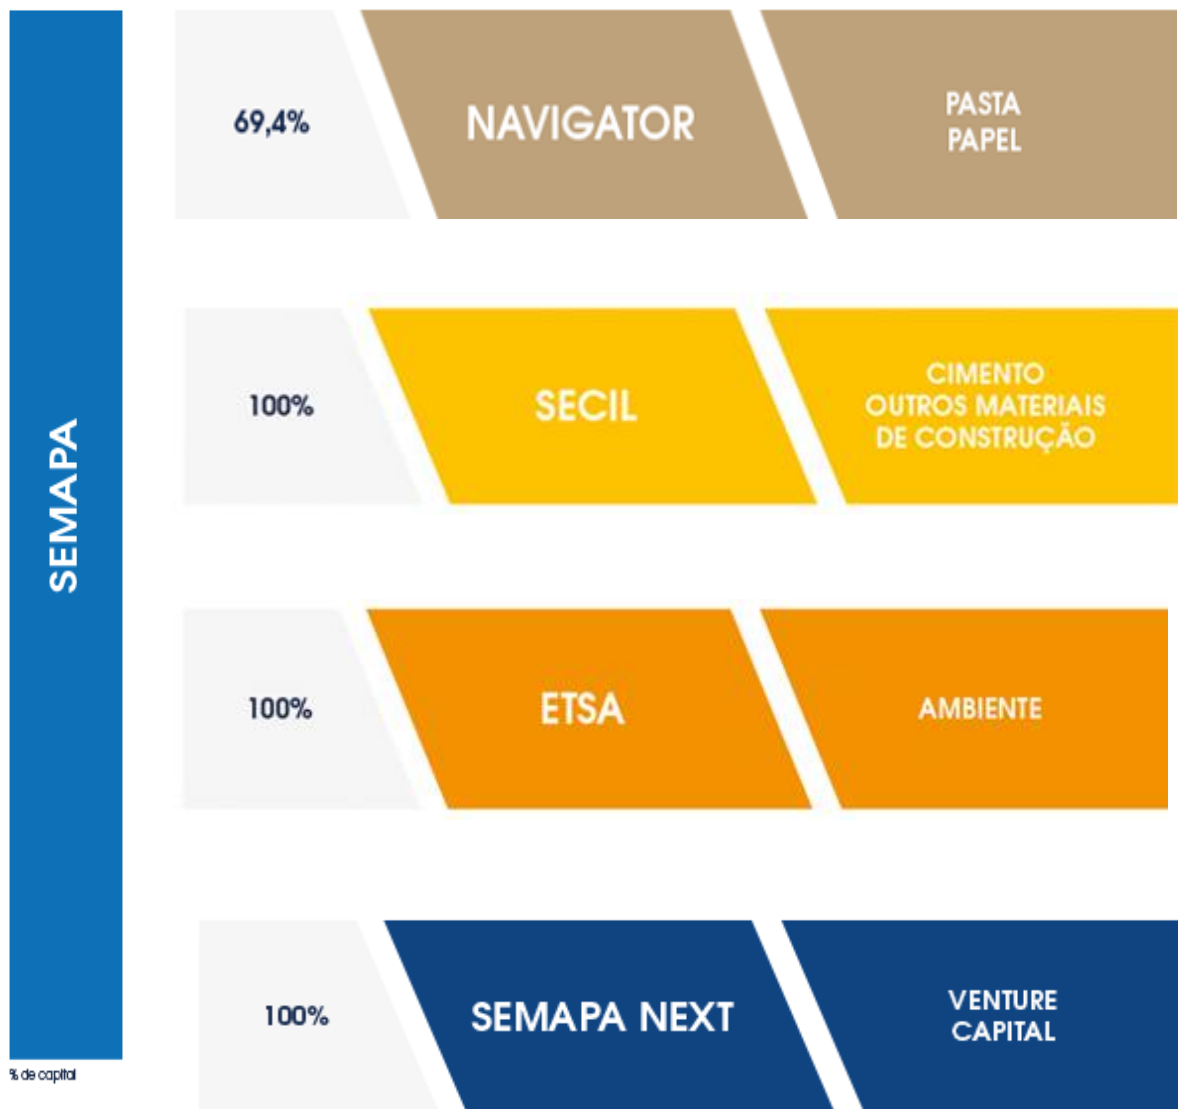 SEMAPA
69,4%
NAVIGATOR
PASTA
PAPEL
100%
SECIL
CIMENTO
OUTROS MATERIAIS
DE CONSTRUÇÃO
100%
ETSA
AMBIENTE
100%
SEMAPA NEXT
VENTURE
CAPITAL
% de capital